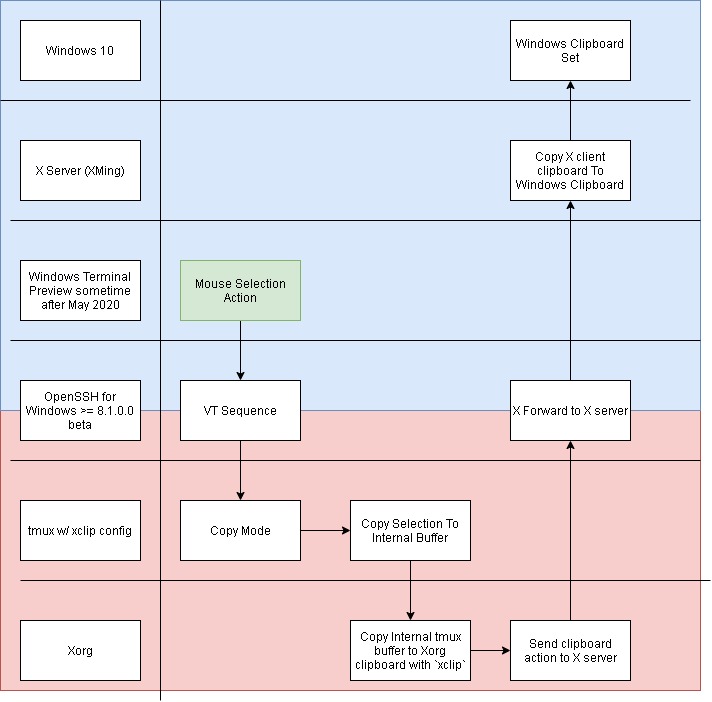 Windows 10
Windows Clipboard
Set
X Server (XMing)
Copy X client
clipboard To
Windows Clipboard
Windows Terminal
Preview sometime
after May 2020
Mouse Selection
Action
OpenSSH for
Windows >= 8.1.0.0
beta
VT Sequence
X Forward to X server
tmux w/ xclip config
Copy Mode
Copy Selection To
Internal Buffer
Xorg
Copy Internal tmux
buffer to Xorg
clipboard with `xclip`
Send clipboard
action to X server